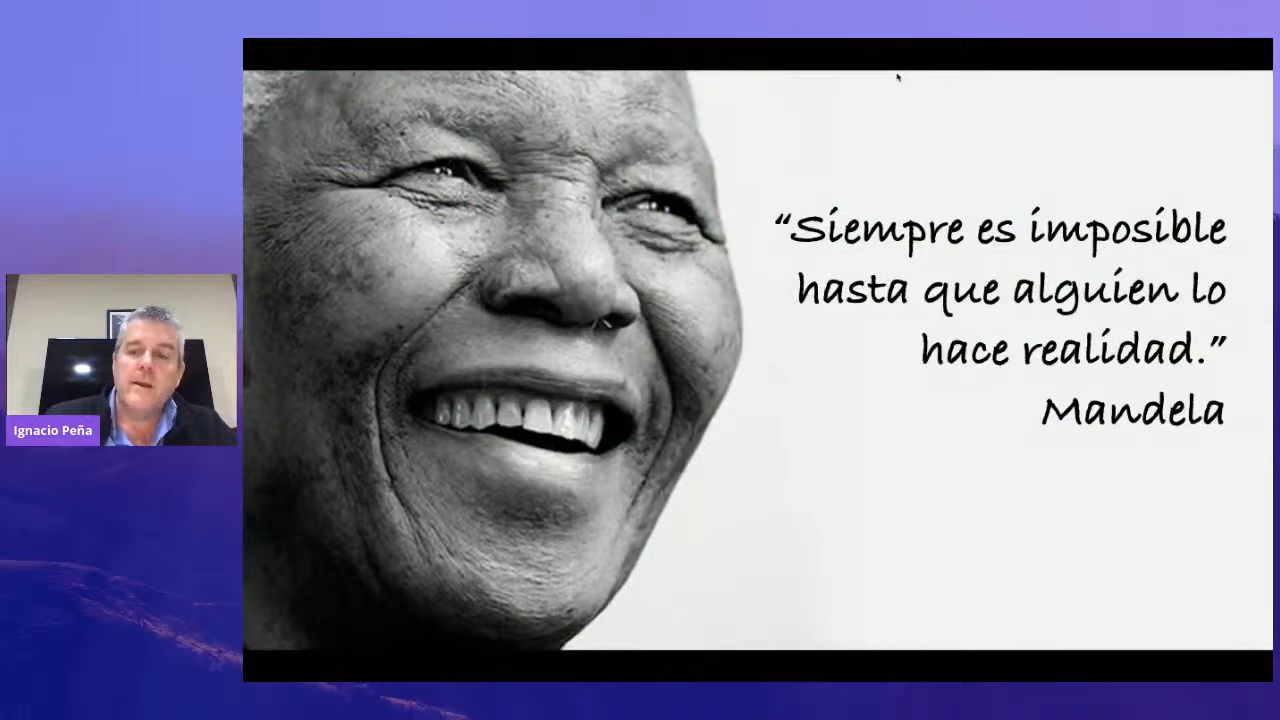 “Siempre es imposible
hasta que alguien lo
hace realidad.”
Mandela
Ignacio Peña